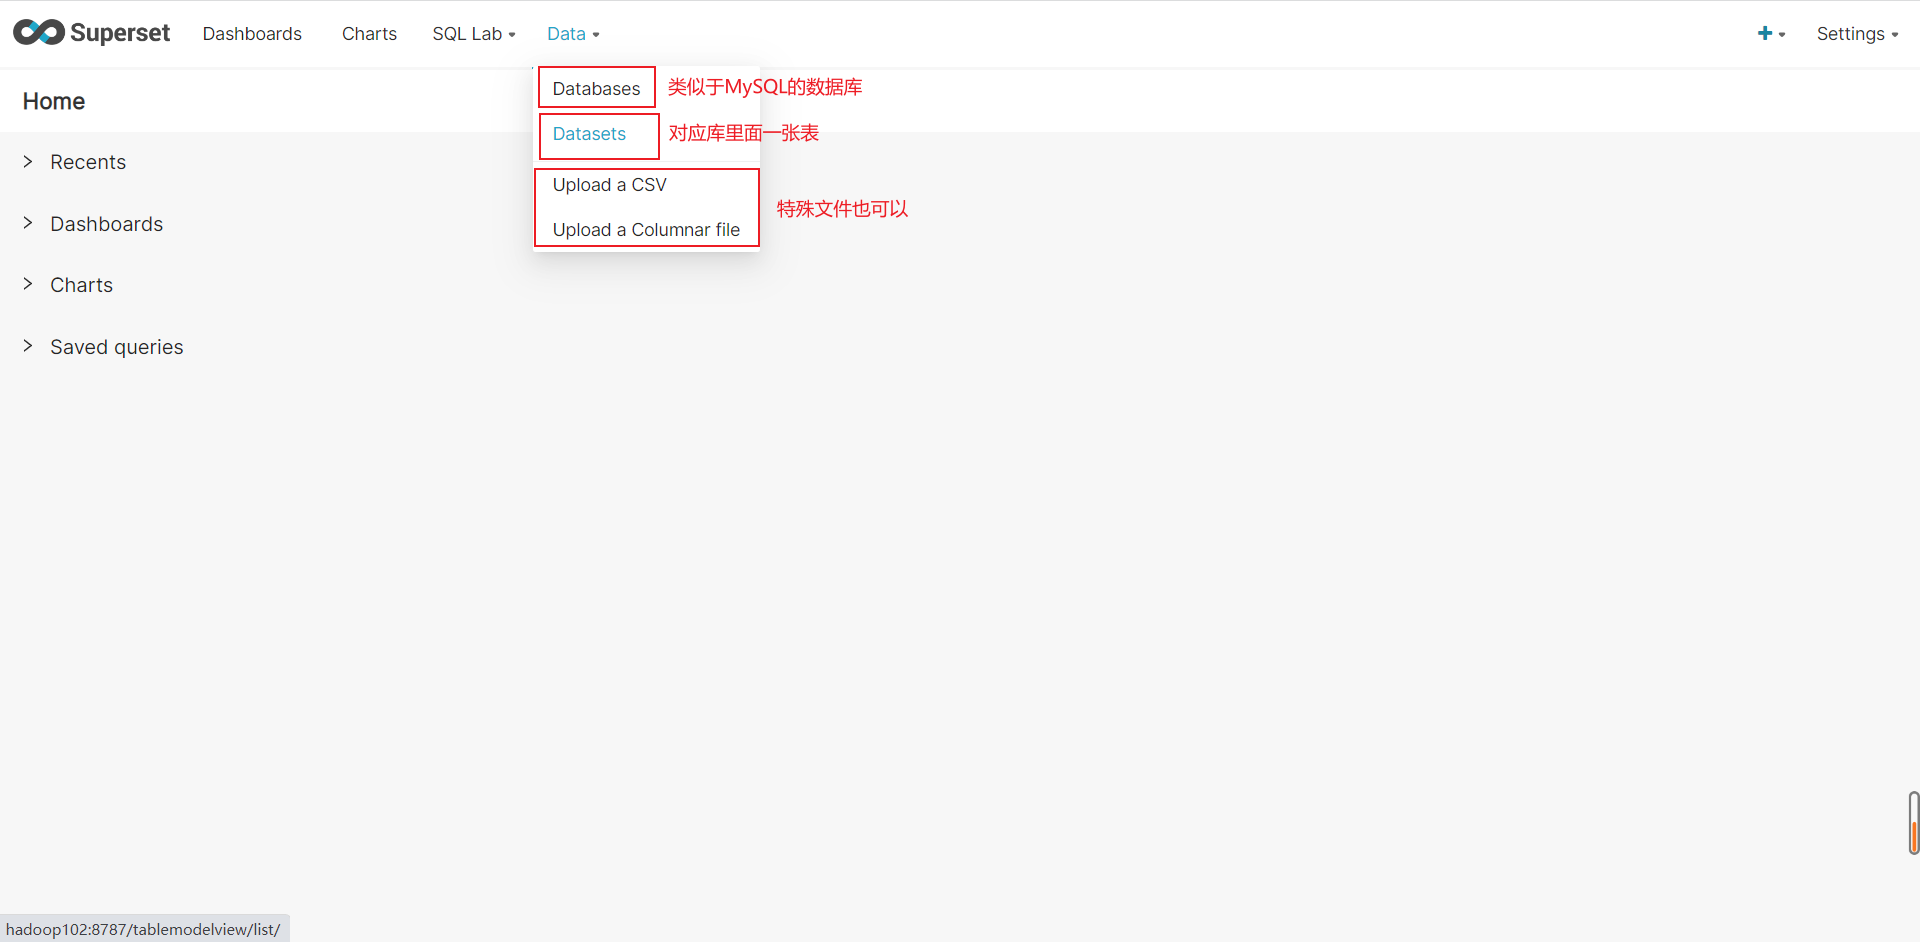 Superset Dashboards Charts SQL Lab Data Settings
Databases 类似于MySQL的数据库
Home
Datasets 对应库里面一张表
Recents
Upload a CSV
特殊文件也可以
Dashboards
Upload a Columnar file
Charts
Saved queries
hadoop102:8787/tablemodelview/list/